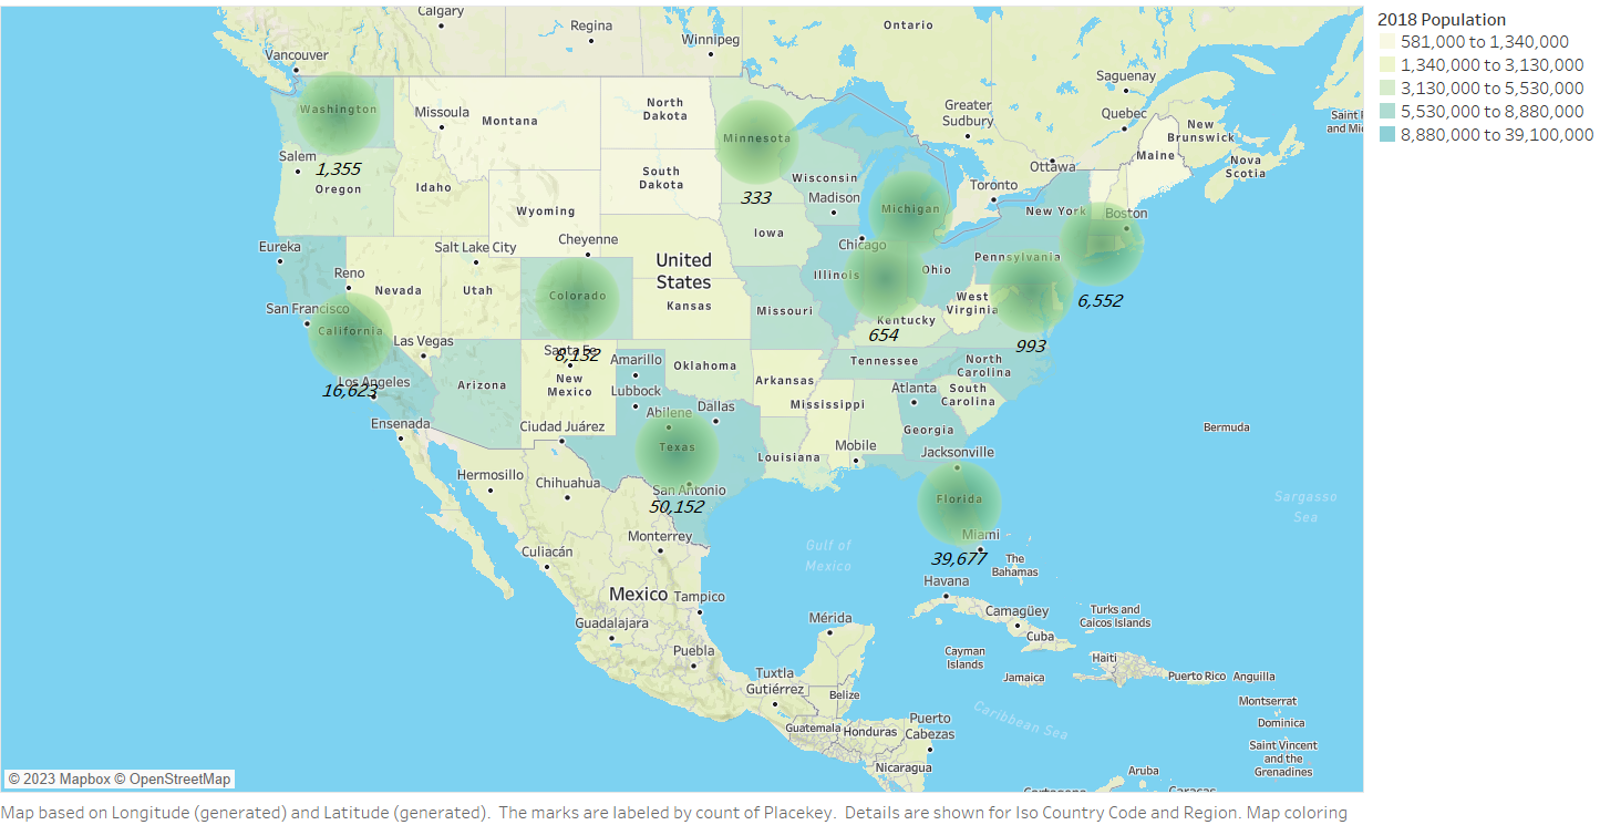 Calgary
Regina
Winnipeg
Vancouver
Ontario
Saguenay
Quebec
Greater
Sudbury
New
Brunswick
Saint
and Mi
Washington
Missoula
Montana
North
Dakota
Minnesota
Ottawa
Maine
Nova
Scotia
Salem
1,355
Oregon
Idaho
South
Dakota
333
Wisconsin
Madison
Toronto
Michigan
Wyoming
Iowa
New York
Boston
Eureka
Salt Lake City
Cheyenne
United
States
Chicago
Illinois
Ohio
Pennsylvania
6,552
Reno
Nevada
Utah
Colorado
Kansas
Missouri
West
Virginia
San Francisco
California
Las Vegas
Kentucky
654
993
Santa Fe
8,132
Amarillo
Oklahoma
Tennessee
North
Carolina
Los Angeles
16,623
Arizona
New
Mexico
Lubbock
Arkansas
Atlanta
South
Carolina
Mississippi
Ensenada
Ciudad Juárez
Abilene
Dallas
Texas
Louisiana
Mobile
Georgia
Jacksonville
Bermuda
Hermosillo
Chihuahua
San Antonio
50,152
Florida
Sargasso
Sea
Culiacán
Monterrey
Gulf of
Mexico
Miami
39,677
The
Bahamas
Havana
Mexico
Tampico
Guadalajara
Mérida
Camagüey
Cuba
Turks and
Caicos Islands
Puebla
Cayman
Islands
Jamaica
Haiti
Puerto Rico
Anguilla
Tuxtla
Gutiérrez
Belize
Montserrat
Caribbean Sea
Dominica
Guatemala
Honduras
Puerto
Cabezas
Saint Vincent
and the
Grenadines
Nicaragua
Aruba
© 2023 Mapbox © OpenStreetMap
2018 Population
581,000 to 1,340,000
1,340,000 to 3,130,000
3,130,000 to 5,530,000
5,530,000 to 8,880,000
8,880,000 to 39,100,000
Map based on Longitude (generated) and Latitude (generated). The marks are labeled by count of Placekey. Details are shown for Iso Country Code and Region. Map coloring